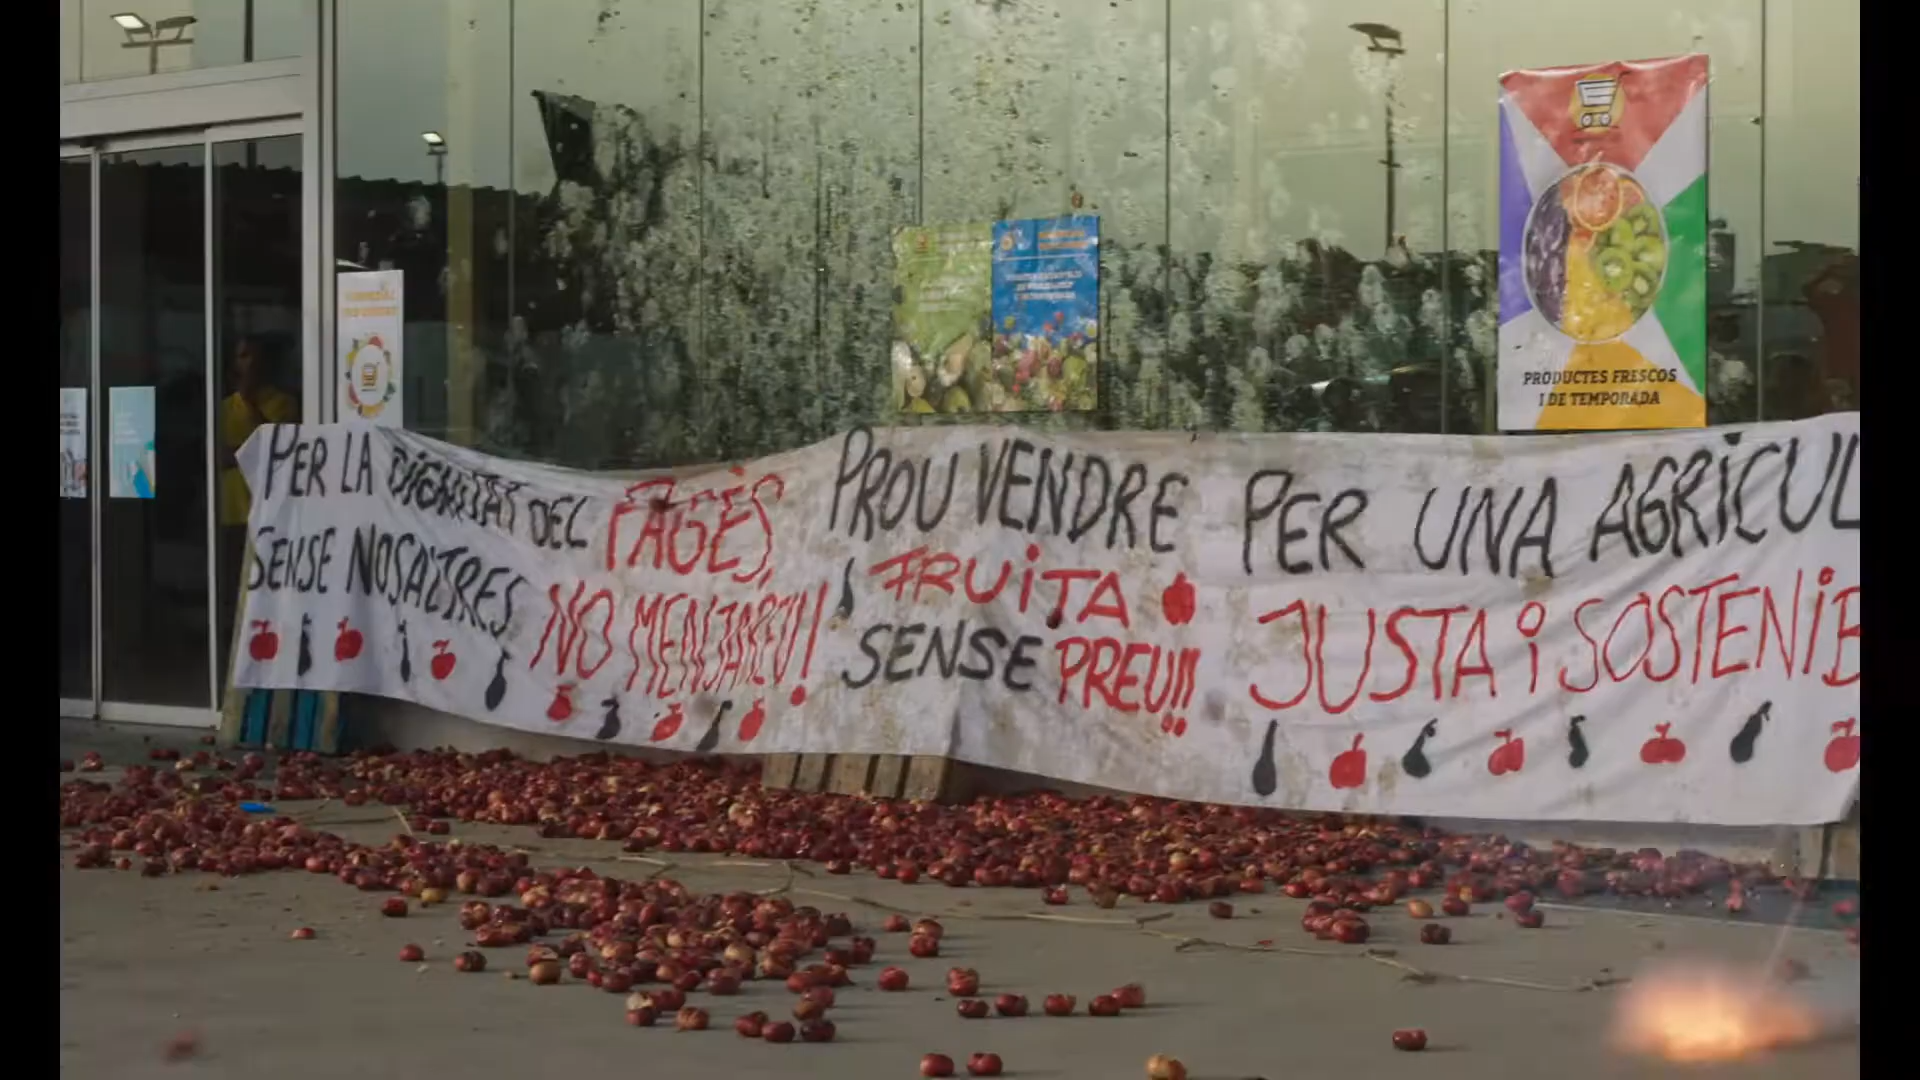 PRODUCTES FRESCOS
I DE TEMPORADA
PER LA DIGNITAT DEL FAGÈS,
SENSE NOSALTRES NO MENJAREU!
PROU VENDRE
FRUITA
SENSE PREU!!
PER UNA AGRICUL
JUSTA i SOSTENIB